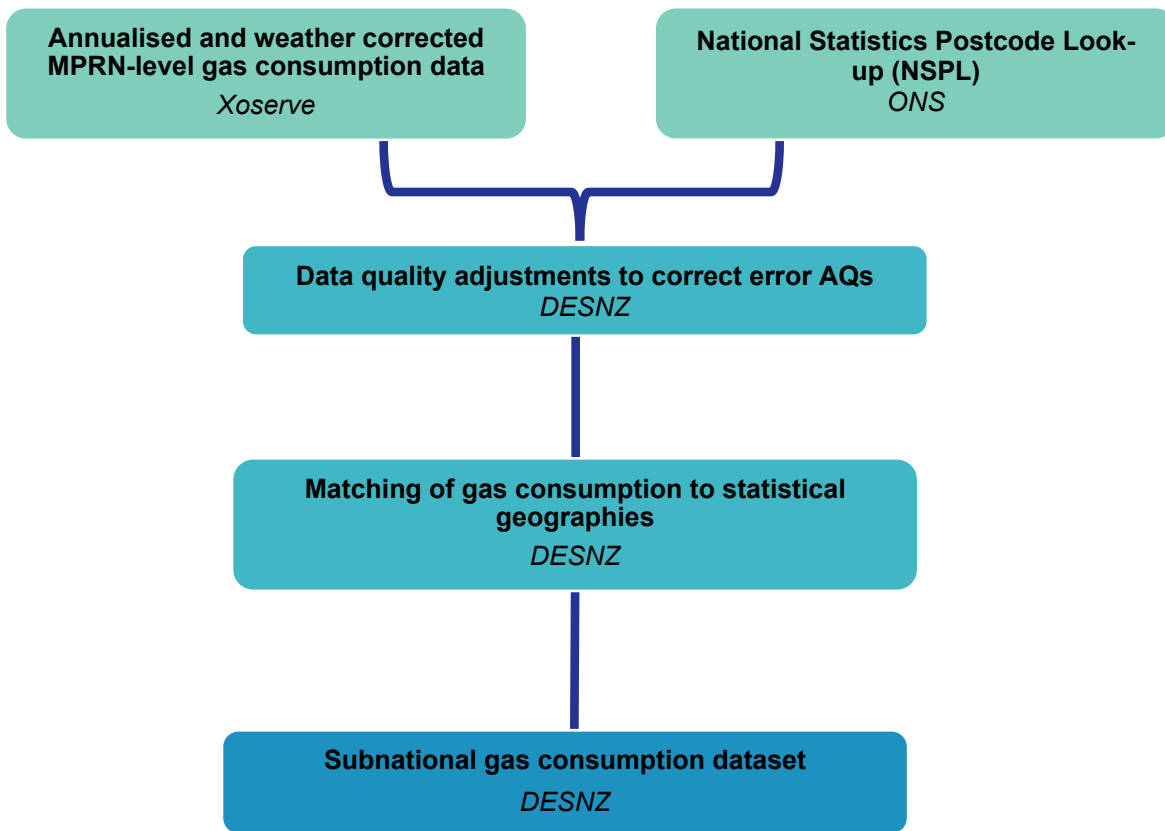 Annualised and weather corrected
MPRN-level gas consumption data
Xoserve
National Statistics Postcode Look-
up (NSPL)
ONS
Data quality adjustments to correct error AQs
DESNZ
Matching of gas consumption to statistical
geographies
DESNZ
Subnational gas consumption dataset
DESNZ